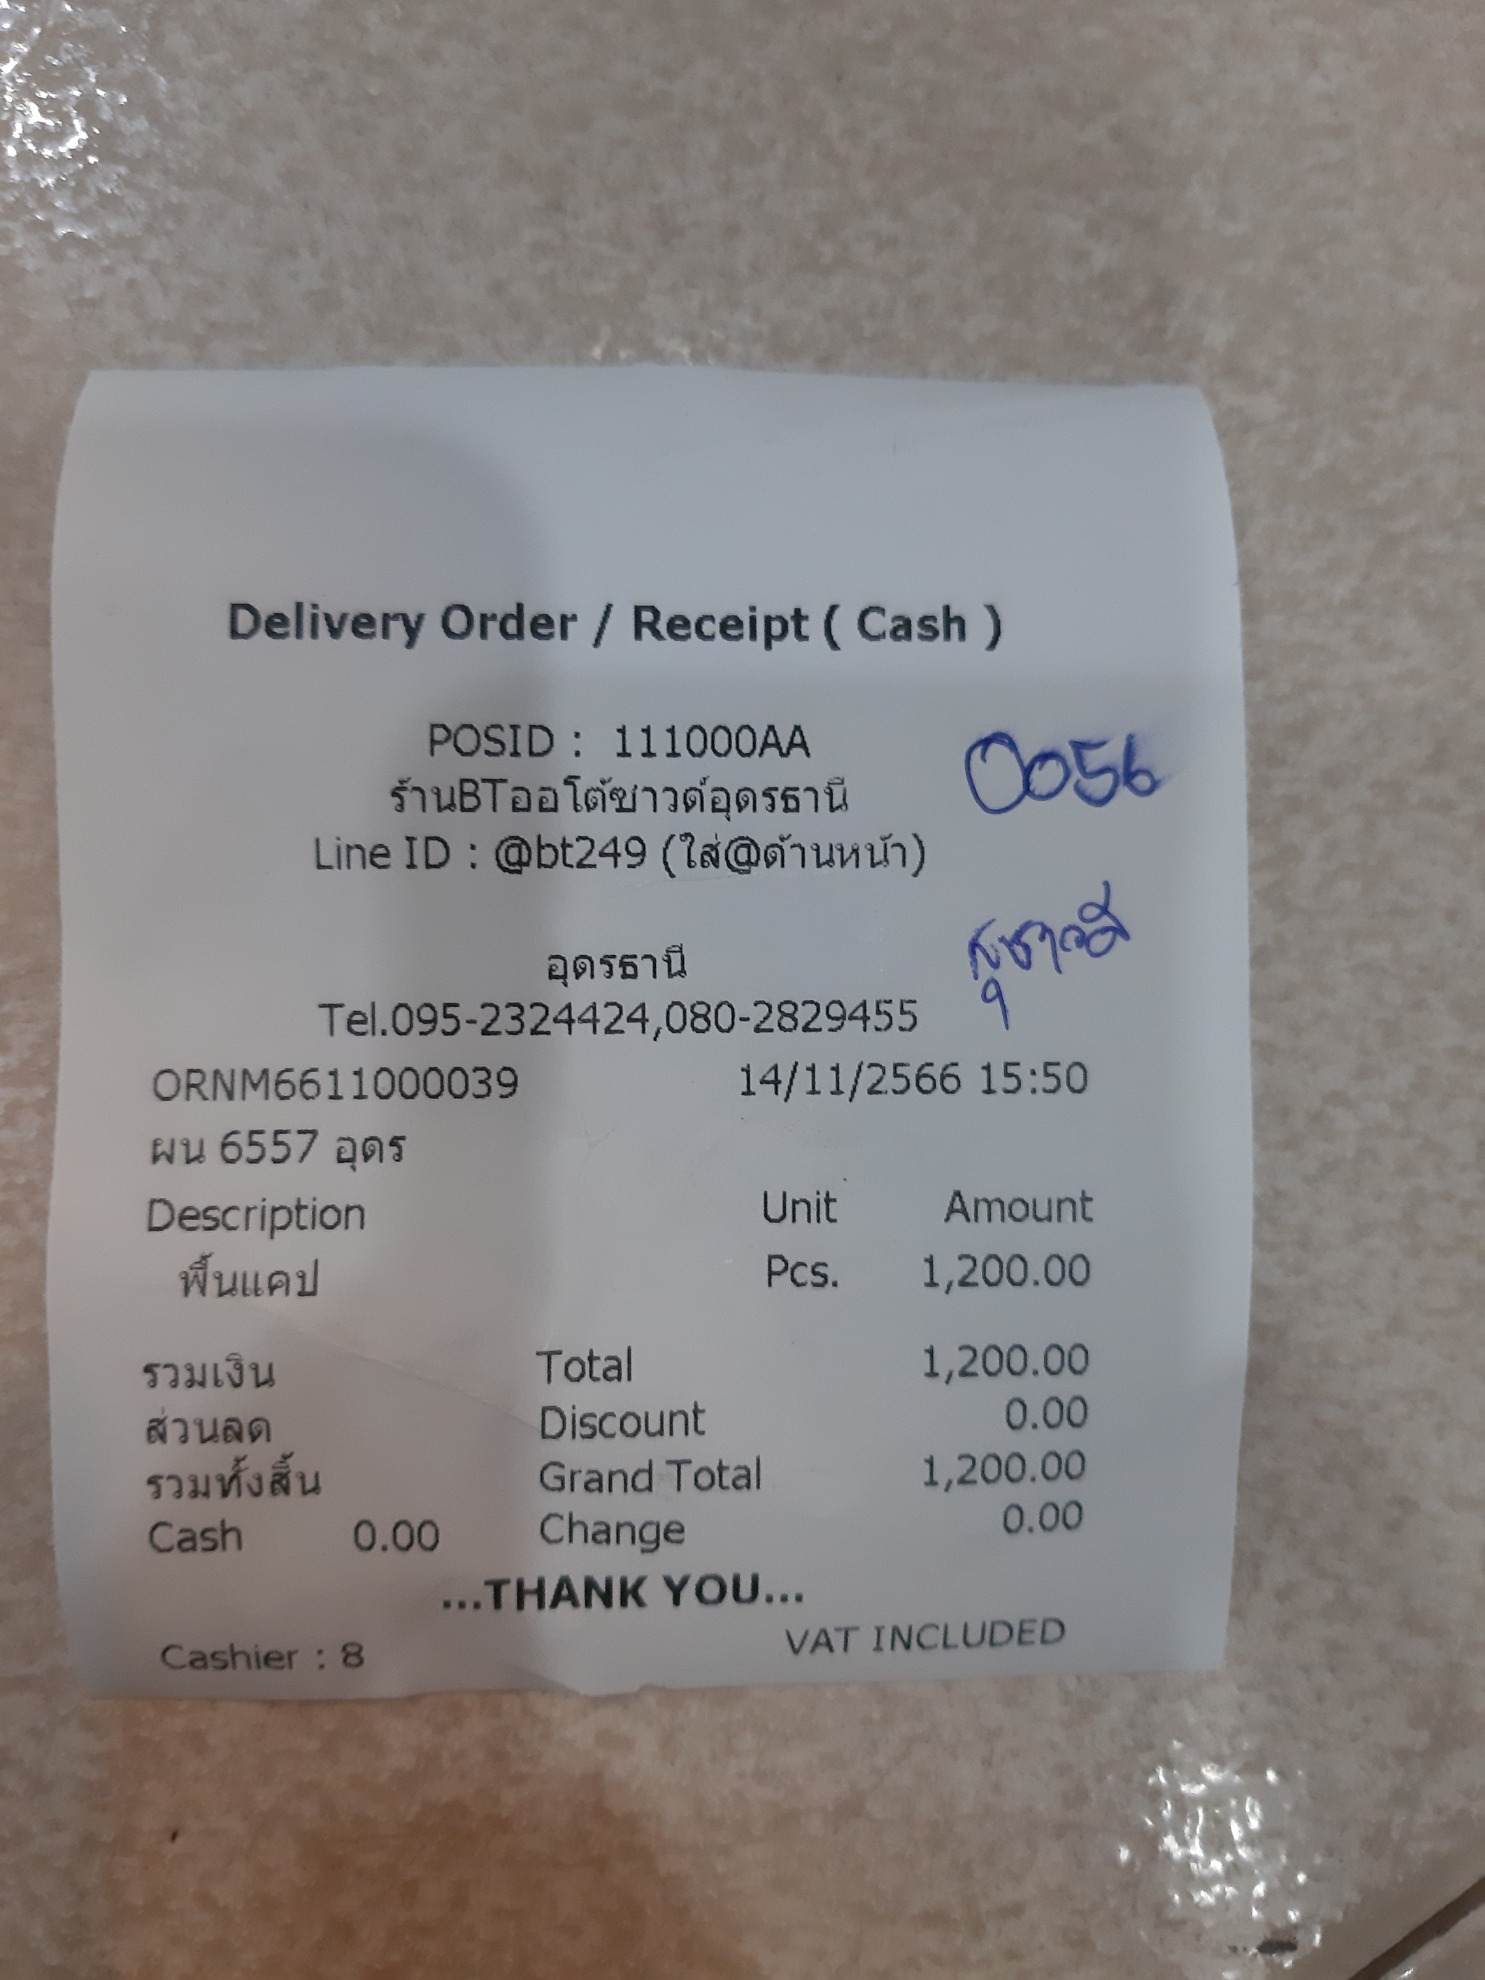 Delivery Order / Receipt ( Cash )
POSID : 111000AA
0056
ร้านBTออโต้ซาวด์อุดรธานี
Line ID : @bt249 (ใส่@ด้านหน้า)
สุชาวดี
อุดรธานี
Tel.095-2324424,080-2829455
ORNM6611000039 14/11/2566 15:50
ผน 6557 อุดร
Description Unit Amount
พื้นแคป Pcs. 1,200.00
รวมเงิน Total 1,200.00
ส่วนลด Discount 0.00
รวมทั้งสิ้น Grand Total 1,200.00
Cash 0.00 Change 0.00
...THANK YOU...
Cashier : 8 VAT INCLUDED